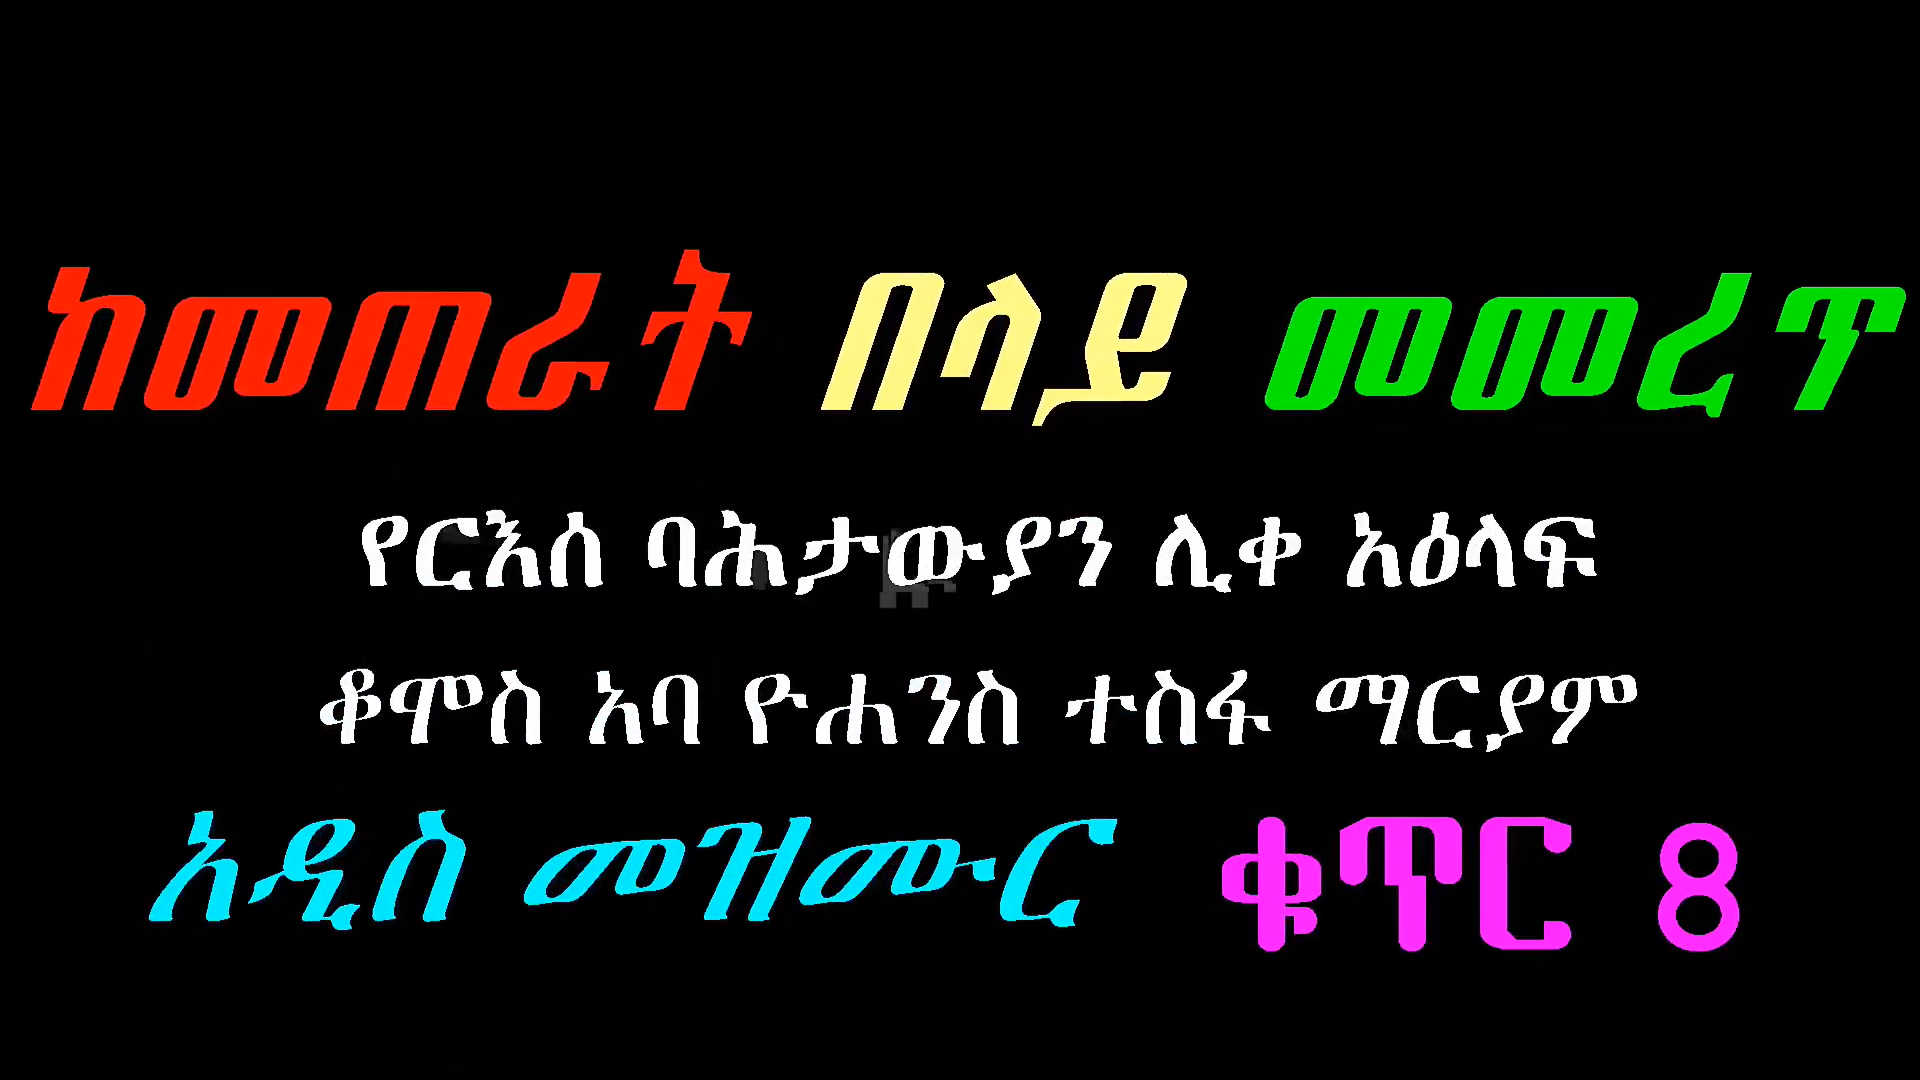 ከመጠራት በላይ መመረጥ
የርእሰ ባሕታውያን ሊቀ አዕላፍ
ቆሞስ አባ ዮሐንስ ተስፋ ማርያም
አዲስ መዝሙር ቁጥር 8